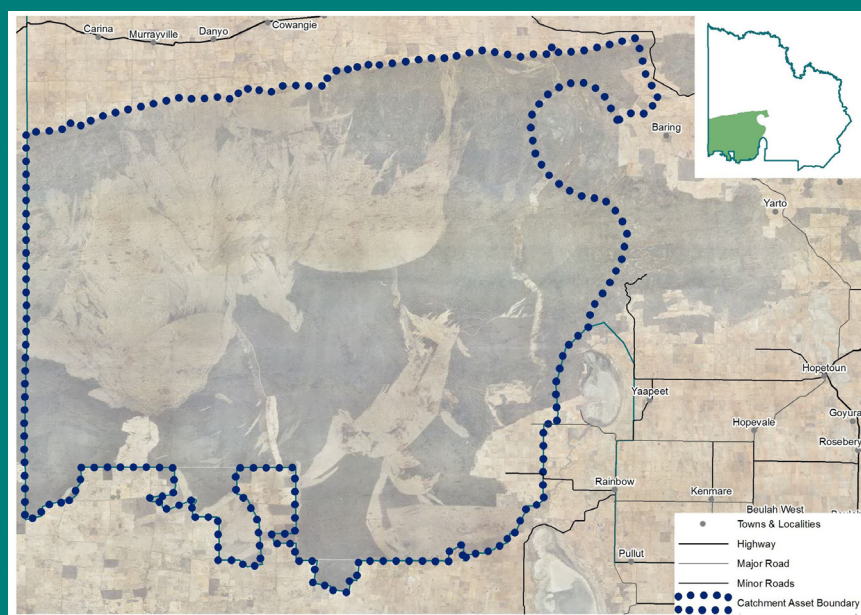 Cowangie
Carina
Danyo
Murrayville
Baring
Yarto
Hopetoun
Yaapeet
Goyura
Hopevale
Rosebery
Rainbow
Kenmare
Beulah West
Pullut
Towns & Localities
Highway
Major Road
Minor Roads
Catchment Asset Boundary